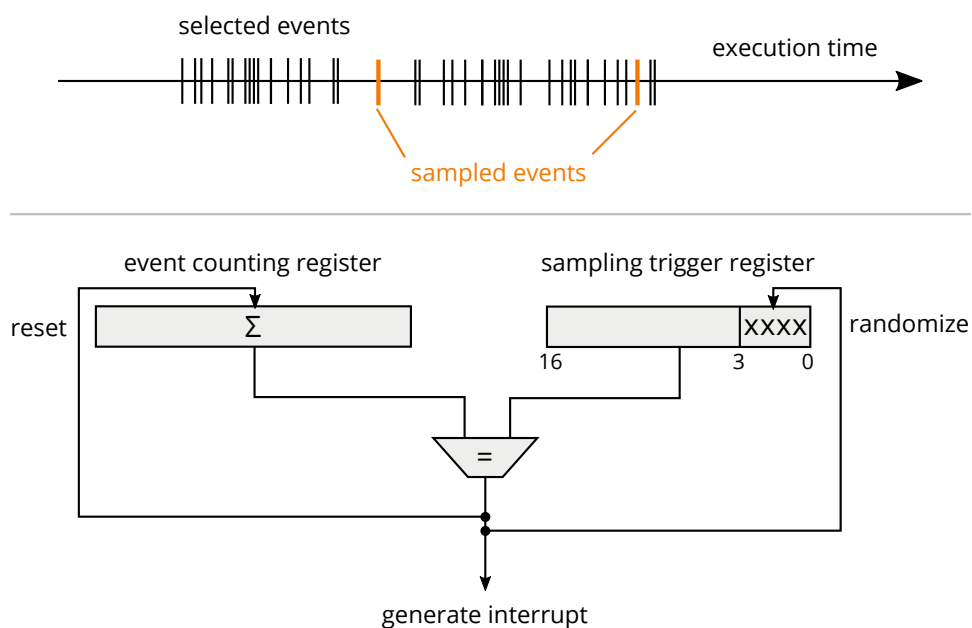 selected events
execution time
sampled events
event counting register
sampling trigger register
reset
Σ
xxxx
randomize
16
3
0
=
generate interrupt